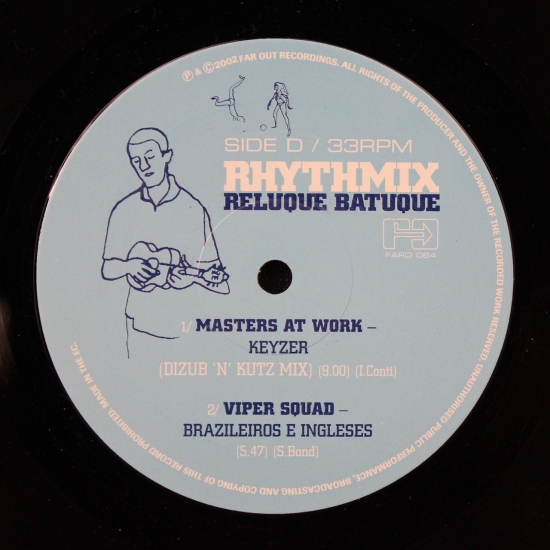 ℗ & ©2002 FAR OUT RECORDINGS. ALL RIGHTS OF THE PRODUCER AND THE OWNER OF THE RECORDED WORK RESERVED. UNAUTHORISED PUBLIC PERFORMANCE, BROADCASTING AND COPYING OF THIS RECORD PROHIBITED. MADE IN THE EC.
SIDE D / 33RPM
RHYTHMIX
RELUQUE BATUQUE
FARO 064
1/ MASTERS AT WORK –
KEYZER
(DIZUB 'N' KUTZ MIX) (9.00) (I.Conti)
2/ VIPER SQUAD –
BRAZILEIROS E INGLESES
(5.47) (S.Bond)